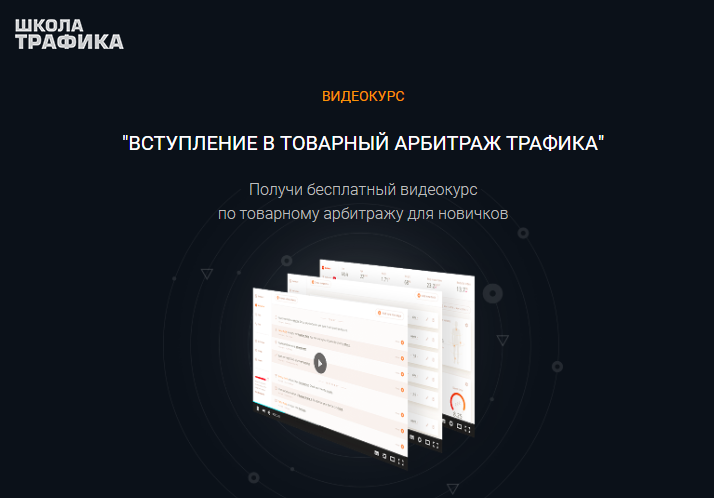 ШКОЛА
ТРАФИКА
ВИДЕОКУРС
"ВСТУПЛЕНИЕ В ТОВАРНЫЙ АРБИТРАЖ ТРАФИКА"
Получи бесплатный видеокурс
по товарному арбитражу для новичков